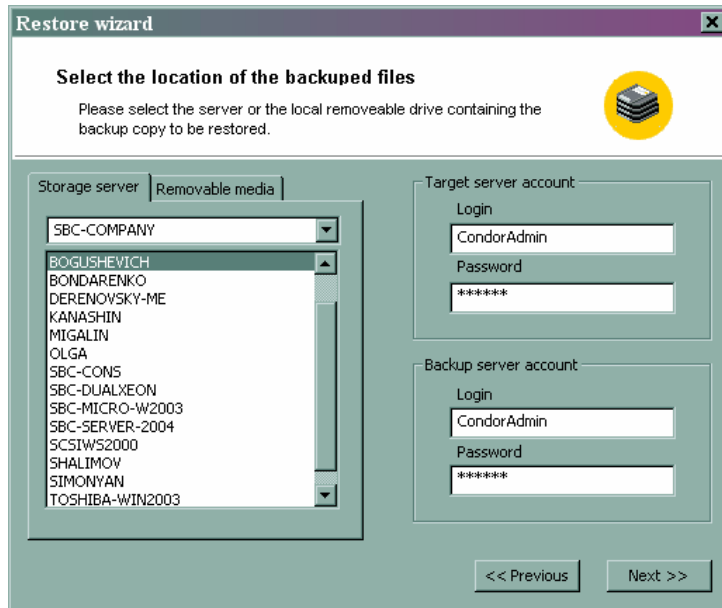 Restore wizard
Select the location of the backuped files
Please select the server or the local removeable drive containing the
backup copy to be restored.
Storage server
Removable media
SBC-COMPANY
BOGUSHEVICH
BONDARENKO
DERENOVSKY-ME
KANASHIN
MIGALIN
OLGA
SBC-CONS
SBC-DUALXEON
SBC-MICRO-W2003
SBC-SERVER-2004
SCSIWS2000
SHALIMOV
SIMONYAN
TOSHIBA-WIN2003
Target server account
Login
CondorAdmin
Password
******
Backup server account
Login
CondorAdmin
Password
******
<< Previous
Next >>